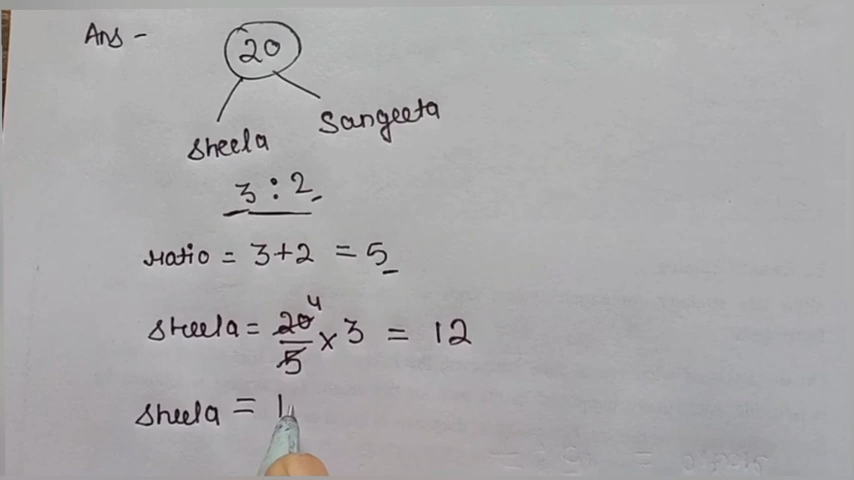 Ans - 20
Sheela Sangeeta
3 : 2
ratio = 3+2 = 5
Sheela = 20/5 4 × 3 = 12
Sheela = 1